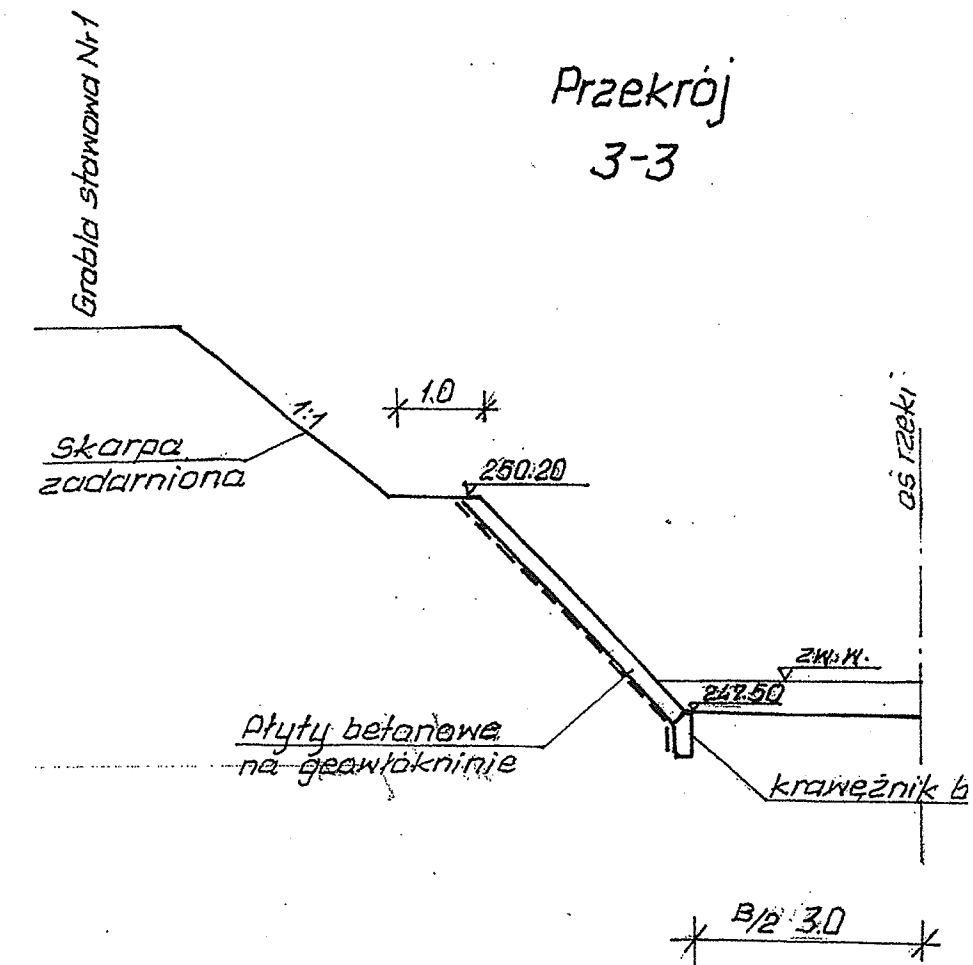 Przekrój
3-3
Grobla stawowa Nr1
1:1
1.0
skarpa
zadarniona
250.20
oś rzeki
zw.w.
247.50
Płyty betonowe
na geowłókninie
krawężnik b
B/2 3.0